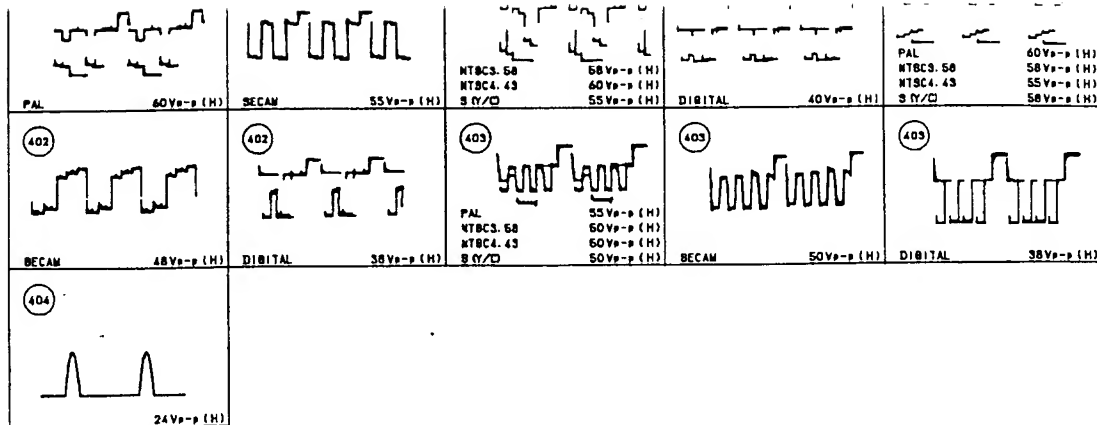 PAL 60Vp-p (H)
SECAM 55Vp-p (H)
NTSC3.58 58Vp-p (H)
NTSC4.43 60Vp-p (H)
S (Y/C) 55Vp-p (H)
DIGITAL 40Vp-p (H)
PAL 60Vp-p (H)
NTSC3.58 58Vp-p (H)
NTSC4.43 55Vp-p (H)
S (Y/C) 58Vp-p (H)
402
SECAM 48Vp-p (H)
402
DIGITAL 38Vp-p (H)
403
PAL 55Vp-p (H)
NTSC3.58 60Vp-p (H)
NTSC4.43 60Vp-p (H)
S (Y/C) 50Vp-p (H)
403
SECAM 50Vp-p (H)
403
DIGITAL 38Vp-p (H)
404
24Vp-p (H)